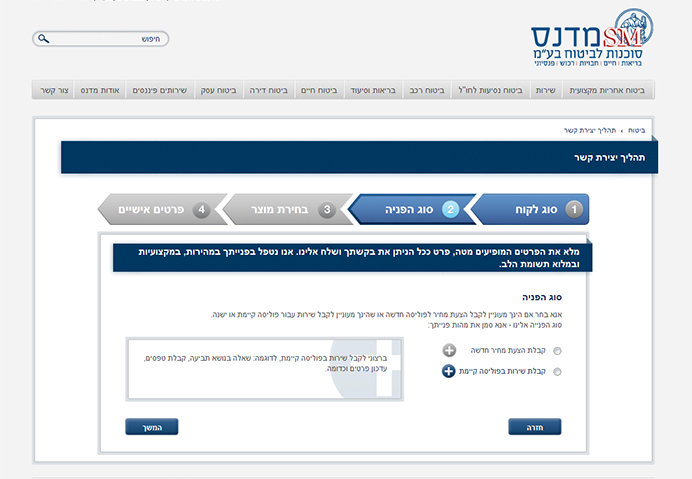 SM מדנס
סוכנות לביטוח בע"מ
בריאות | חיים | חבויות | רכוש | פנסיוני
חיפוש
ביטוח אחריות מקצועית | שירות | ביטוח נסיעות לחו"ל | ביטוח רכב | בריאות וסיעוד | ביטוח חיים | ביטוח דירה | ביטוח עסק | שירותים פיננסים | אודות מדנס | צור קשר
ביטוח › תהליך יצירת קשר
תהליך יצירת קשר
1 סוג לקוח 2 סוג הפניה 3 בחירת מוצר 4 פרטים אישיים
מלא את הפרטים המופיעים מטה, פרט ככל הניתן את בקשתך ושלח אלינו. אנו נטפל בפנייתך במהירות, במקצועיות
ובמלוא תשומת הלב.
סוג הפניה
אנא בחר אם הינך מעוניין לקבל הצעת מחיר לפוליסה חדשה או שהינך מעוניין לקבל שירות עבור פוליסה קיימת או ישנה.
סוג הפנייה אלינו - אנא סמן את מהות פנייתך:
קבלת הצעת מחיר חדשה
קבלת שירות בפוליסה קיימת
ברצוני לקבל שירות בפוליסה קיימת, לדוגמה: שאלה בנושא תביעה, קבלת טפסים,
עדכון פרטים וכדומה.
חזרה
המשך